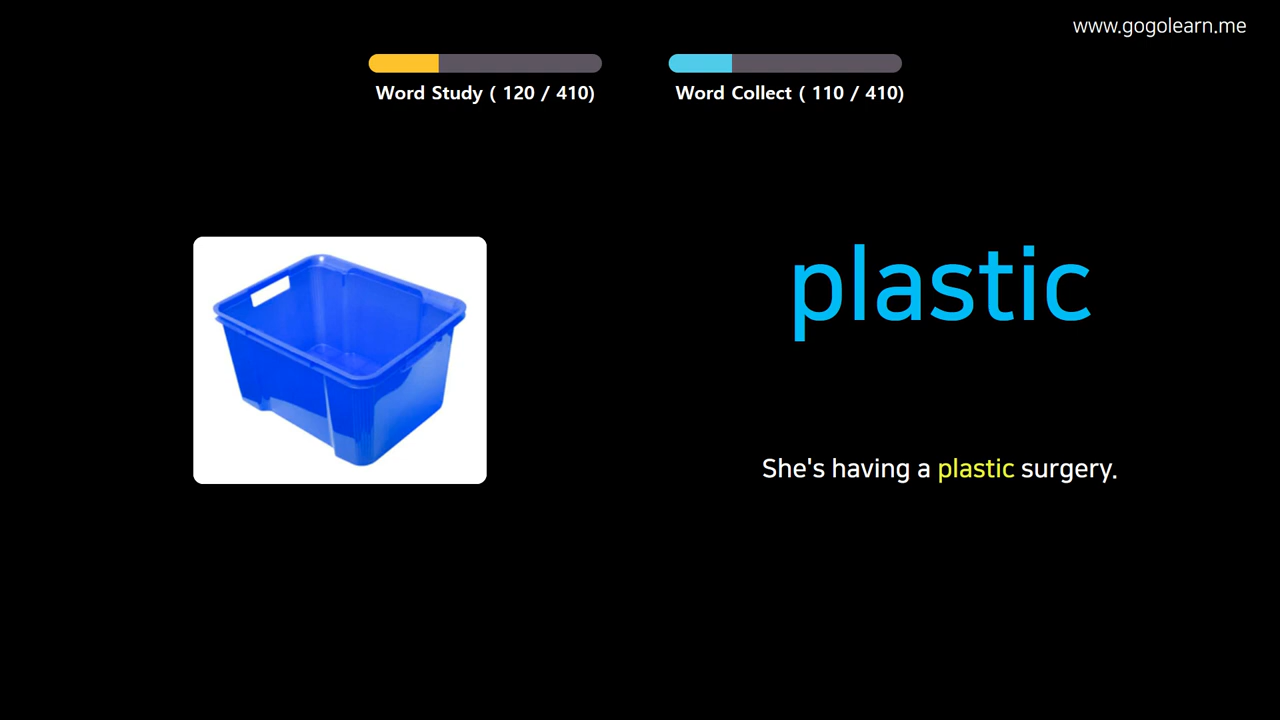 www.gogolearn.me
Word Study ( 120 / 410)
Word Collect ( 110 / 410)
plastic
She's having a plastic surgery.